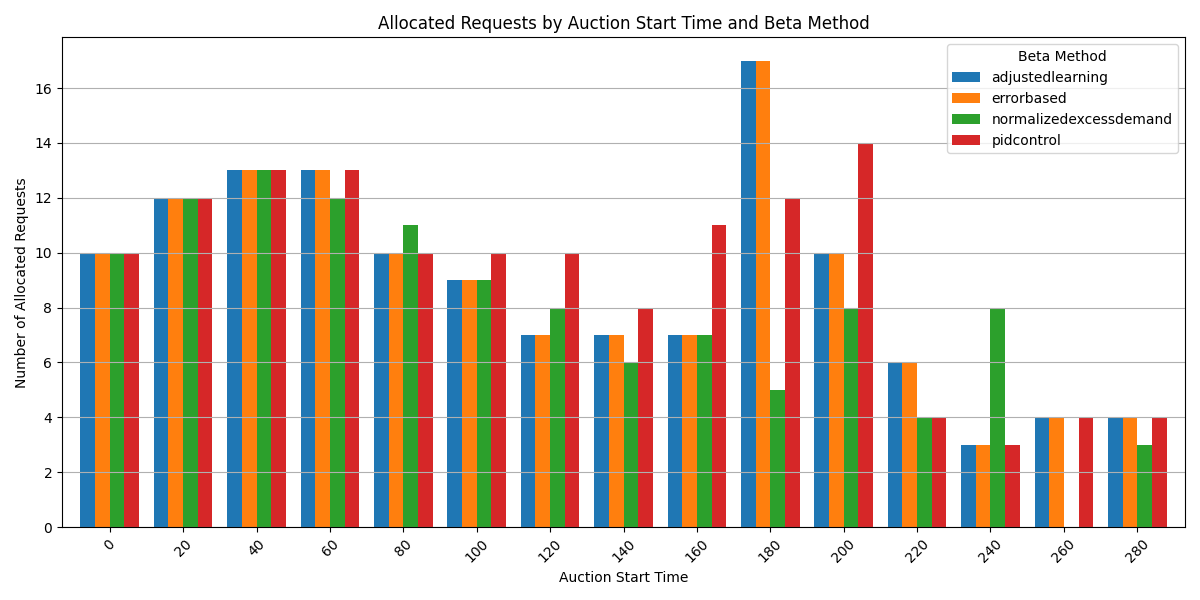 Allocated Requests by Auction Start Time and Beta Method
Number of Allocated Requests
16
14
12
10
8
6
4
2
0
Beta Method
adjustedlearning
errorbased
normalizedexcessdemand
pidcontrol
0 20 40 60 80 100 120 140 160 180 200 220 240 260 280
Auction Start Time